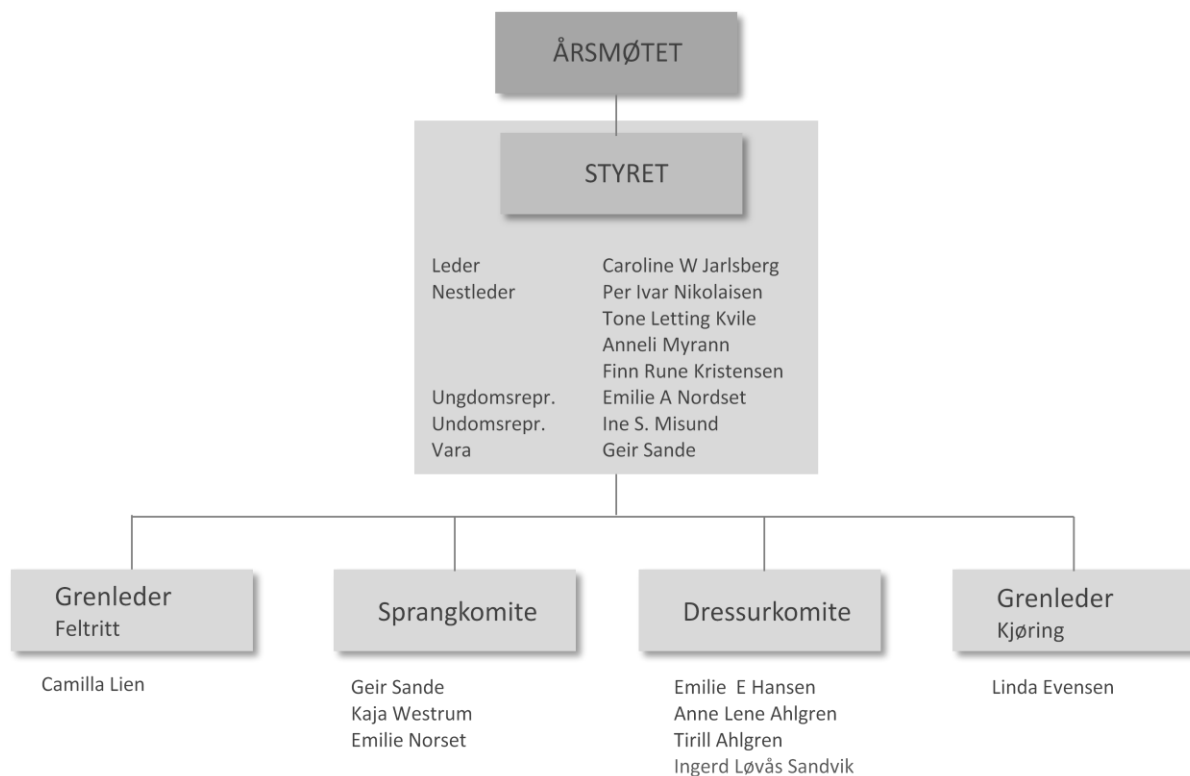 ÅRSMØTET
STYRET
Leder Caroline W Jarlsberg
Nestleder Per Ivar Nikolaisen
Tone Letting Kvile
Anneli Myrann
Finn Rune Kristensen
Ungdomsrepr. Emilie A Nordset
Undomsrepr. Ine S. Misund
Vara Geir Sande
Grenleder
Feltritt
Camilla Lien
Sprangkomite
Geir Sande
Kaja Westrum
Emilie Norset
Dressurkomite
Emilie E Hansen
Anne Lene Ahlgren
Tirill Ahlgren
Ingerd Løvås Sandvik
Grenleder
Kjøring
Linda Evensen